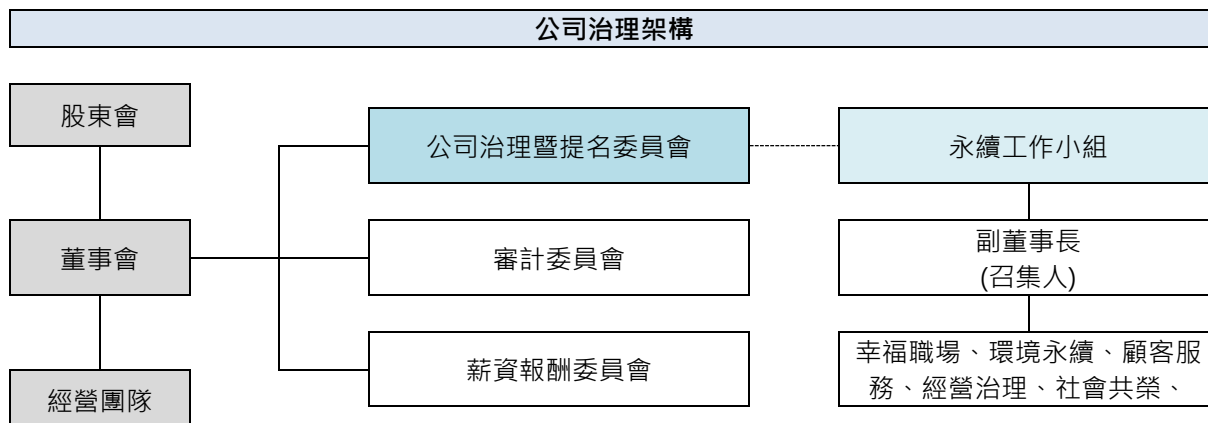 公司治理架構
股東會
公司治理暨提名委員會
永續工作小組
董事會
審計委員會
副董事長
(召集人)
經營團隊
薪資報酬委員會
幸福職場、環境永續、顧客服
務、經營治理、社會共榮、